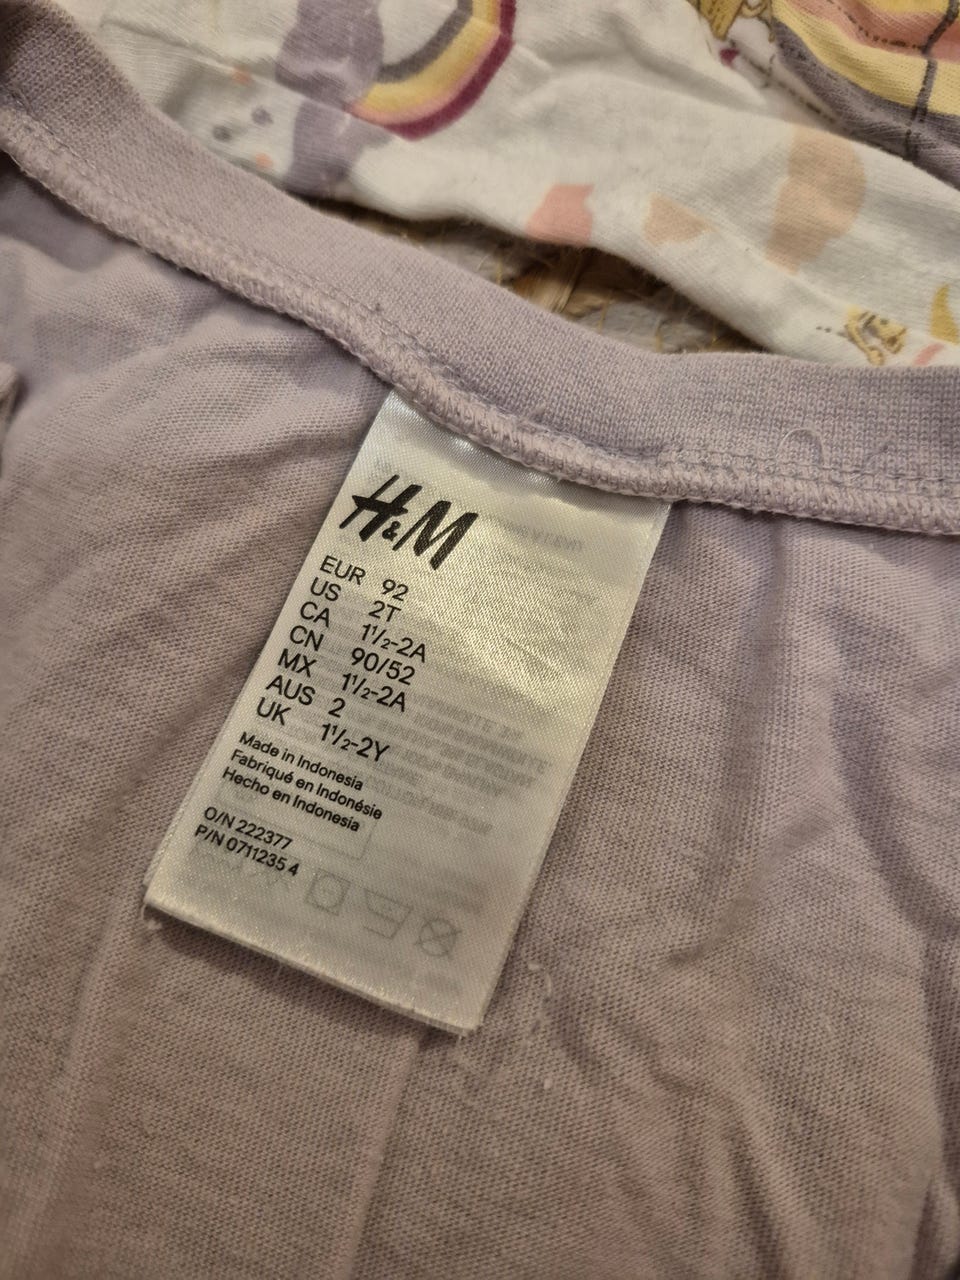 H&M
EUR 92
US 2T
CA 1½-2A
CN 90/52
MX 1½-2A
AUS 2
UK 1½-2Y
Made in Indonesia
Fabriqué en Indonésie
Hecho en Indonesia
O/N 222377
P/N 0711235 4